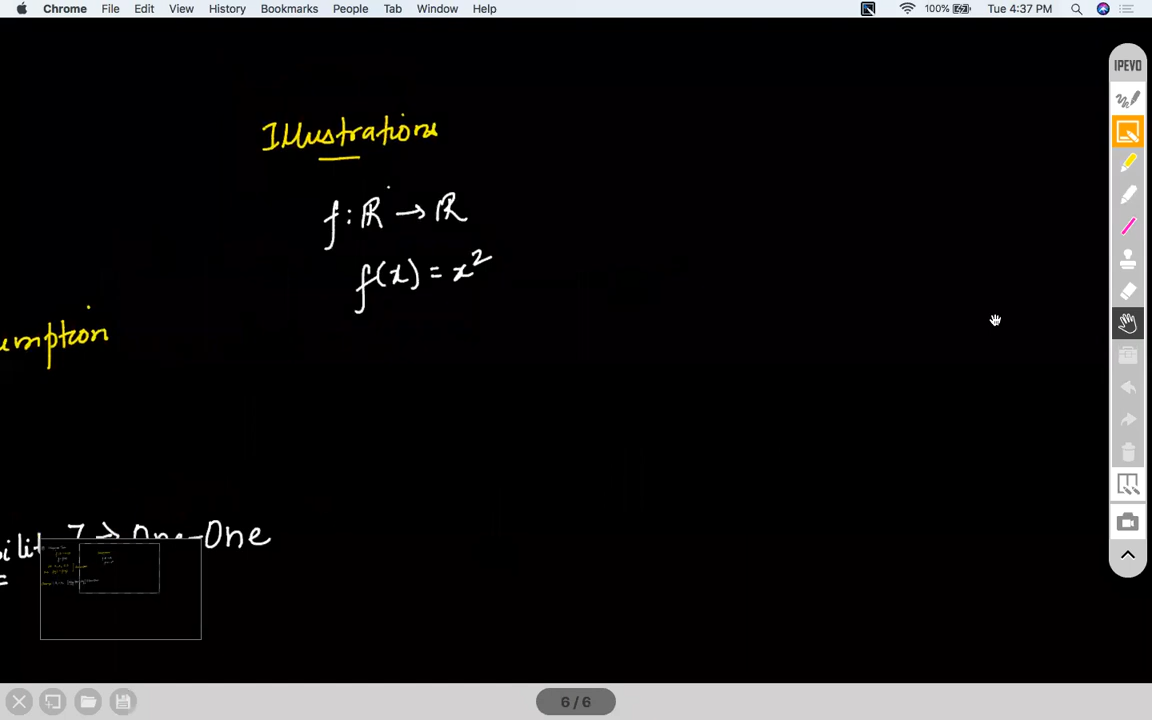 Chrome File Edit View History Bookmarks People Tab Window Help 100% Tue 4:37 PM
IPEVO
Illustrations
f: ℝ → ℝ
f(x) = x²
umption
One-One
=
6 / 6